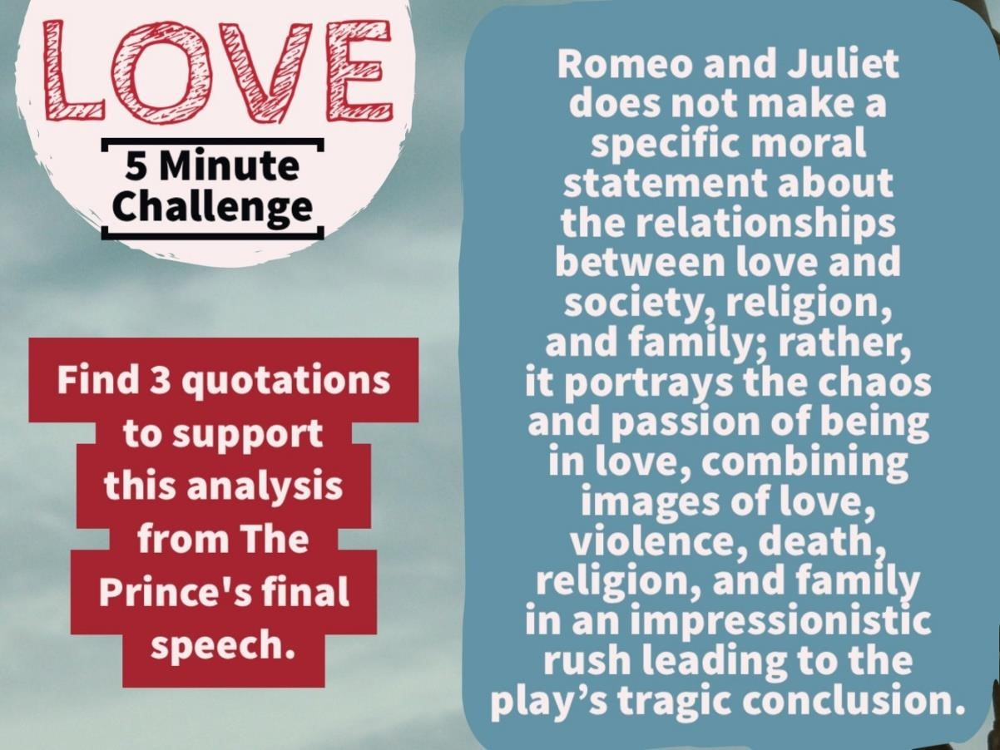 LOVE
5 Minute
Challenge
Find 3 quotations
to support
this analysis
from The
Prince's final
speech.
Romeo and Juliet
does not make a
specific moral
statement about
the relationships
between love and
society, religion,
and family; rather,
it portrays the chaos
and passion of being
in love, combining
images of love,
violence, death,
religion, and family
in an impressionistic
rush leading to the
play’s tragic conclusion.